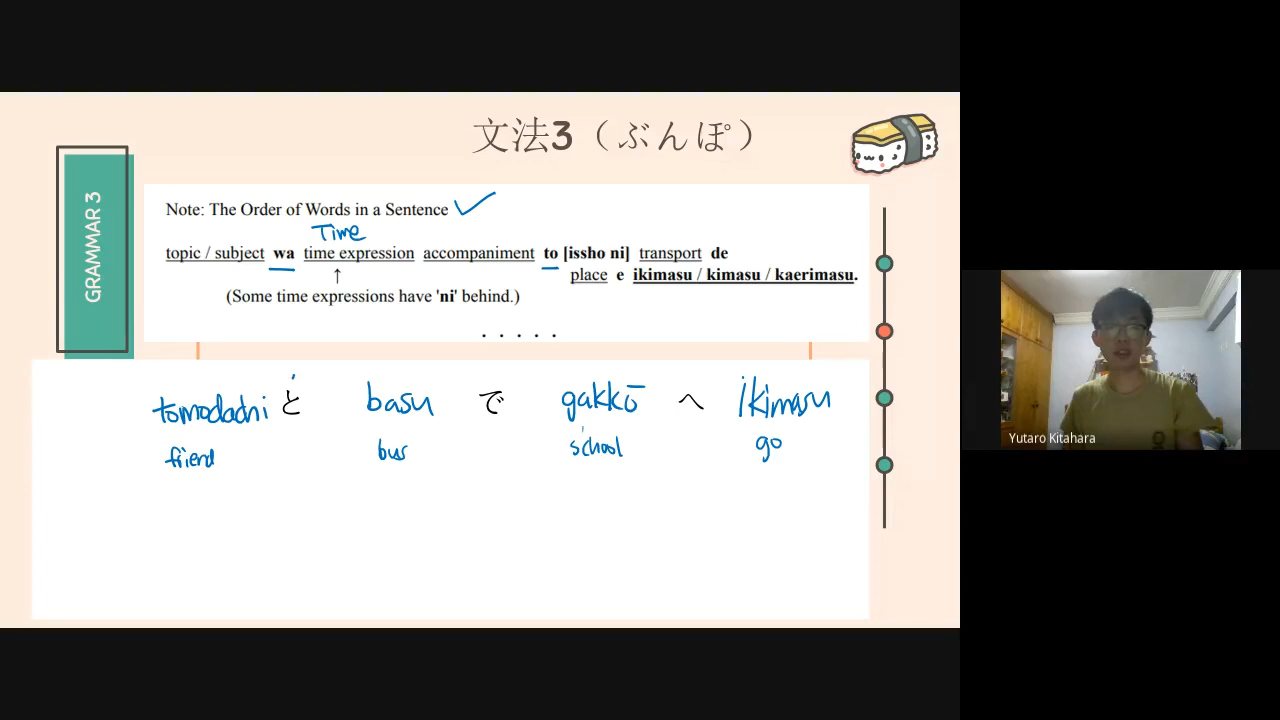 文法3（ぶんぽ）
GRAMMAR 3
Note: The Order of Words in a Sentence
Time
topic / subject wa time expression accompaniment to [issho ni] transport de
place e ikimasu / kimasu / kaerimasu.
↑
(Some time expressions have 'ni' behind.)
. . . . .
tomodachi と basu で gakkō へ ikimasu
friend bus school go
Yutaro Kitahara